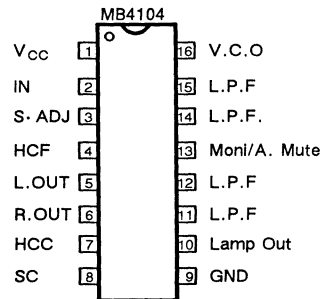 MB4104
VCC 1 16 V.C.O
IN 2 15 L.P.F
S·ADJ 3 14 L.P.F.
HCF 4 13 Moni/A. Mute
L.OUT 5 12 L.P.F
R.OUT 6 11 L.P.F
HCC 7 10 Lamp Out
SC 8 9 GND